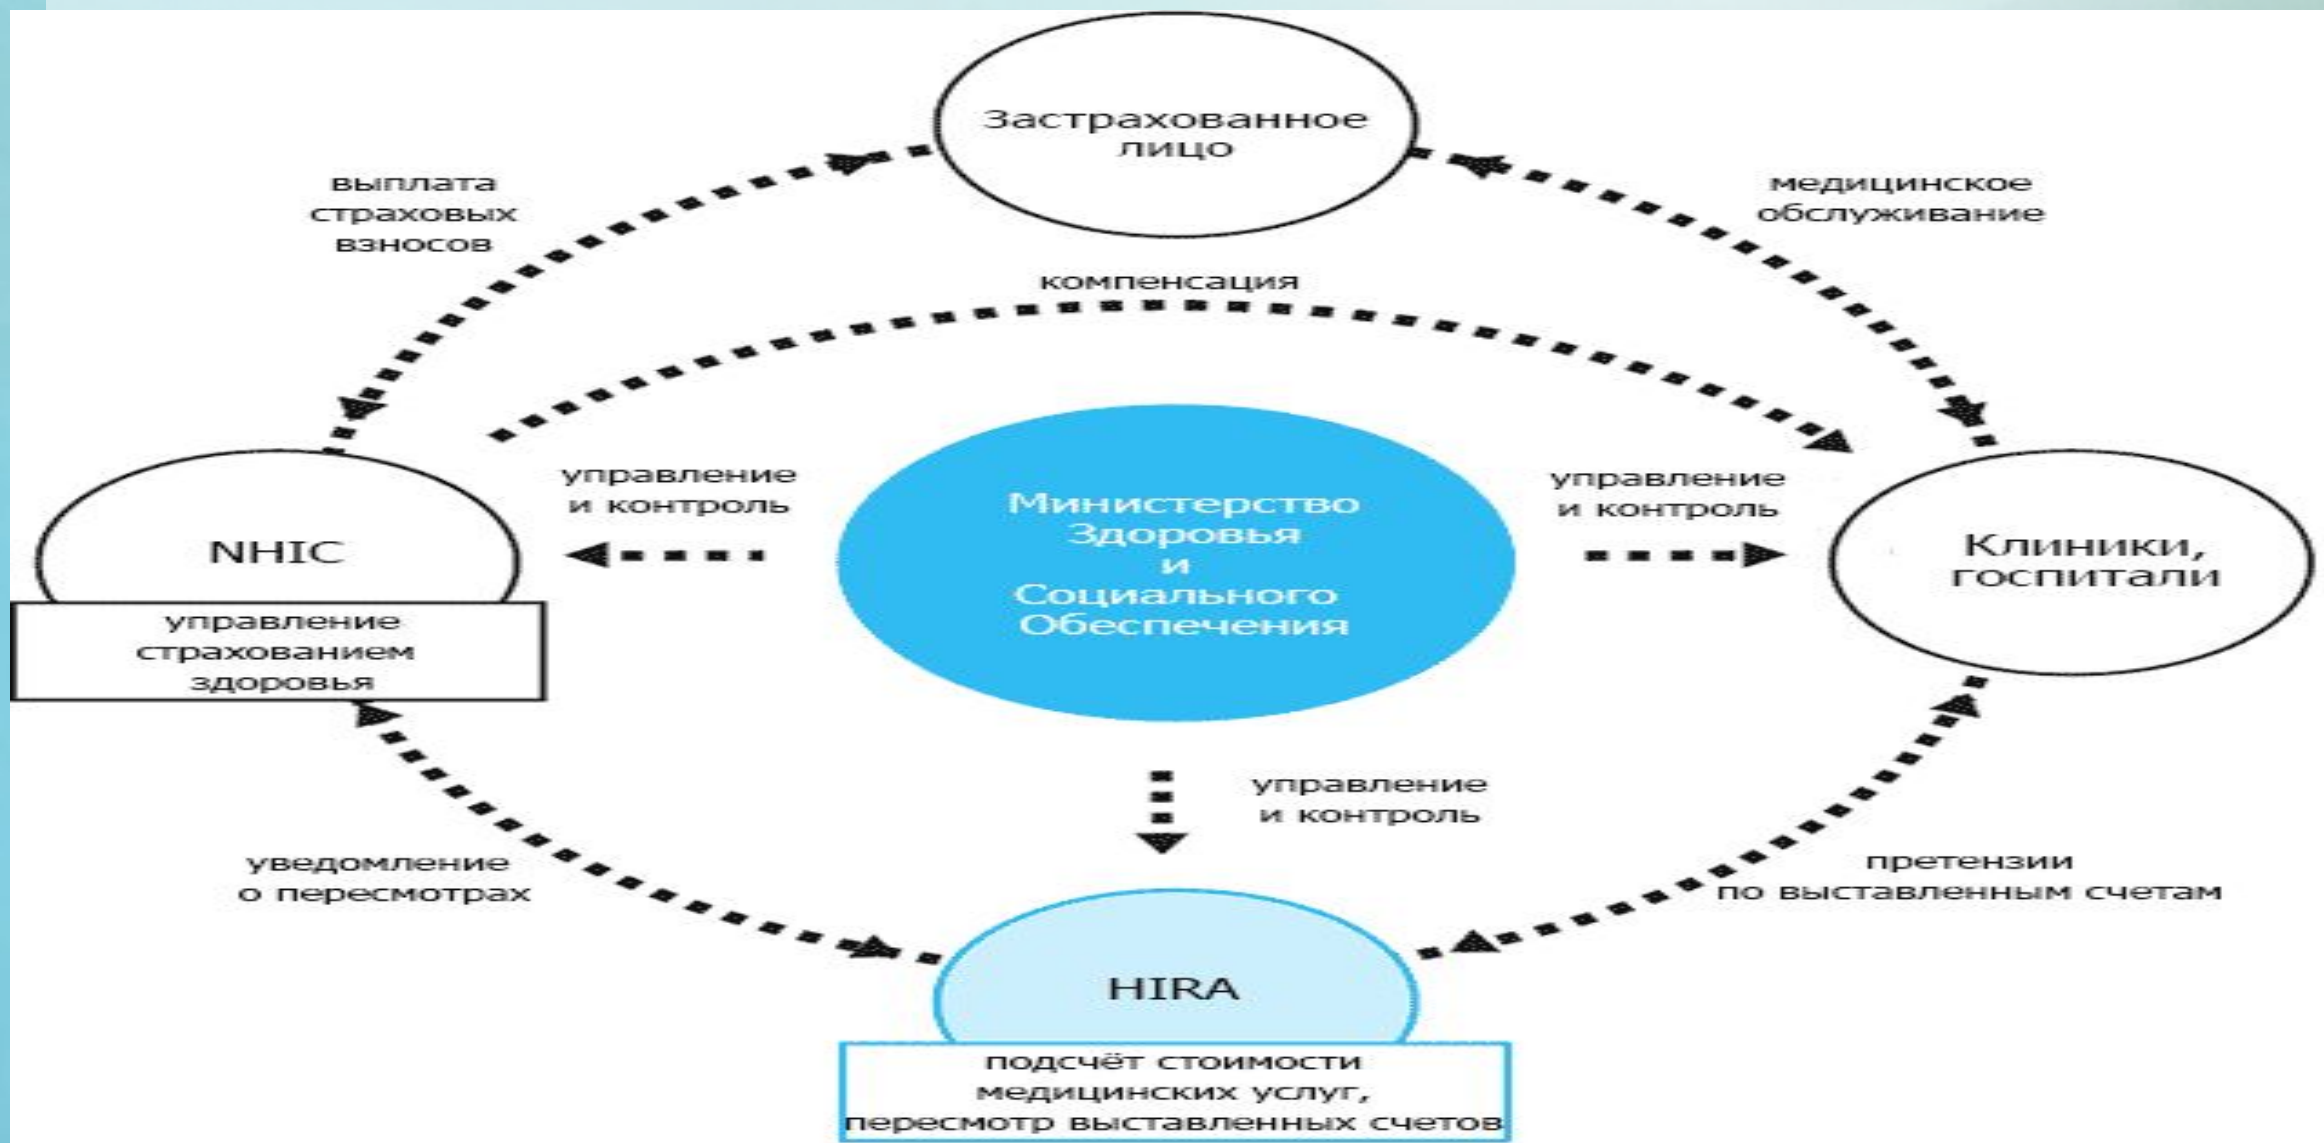 Застрахованное
лицо
выплата
страховых
взносов
медицинское
обслуживание
компенсация
управление
и контроль
Министерство
Здоровья
и
Социального
Обеспечения
управление
и контроль
NHIC
управление
страхованием
здоровья
Клиники,
госпитали
управление
и контроль
уведомление
о пересмотрах
претензии
по выставленным счетам
HIRA
подсчёт стоимости
медицинских услуг,
пересмотр выставленных счетов